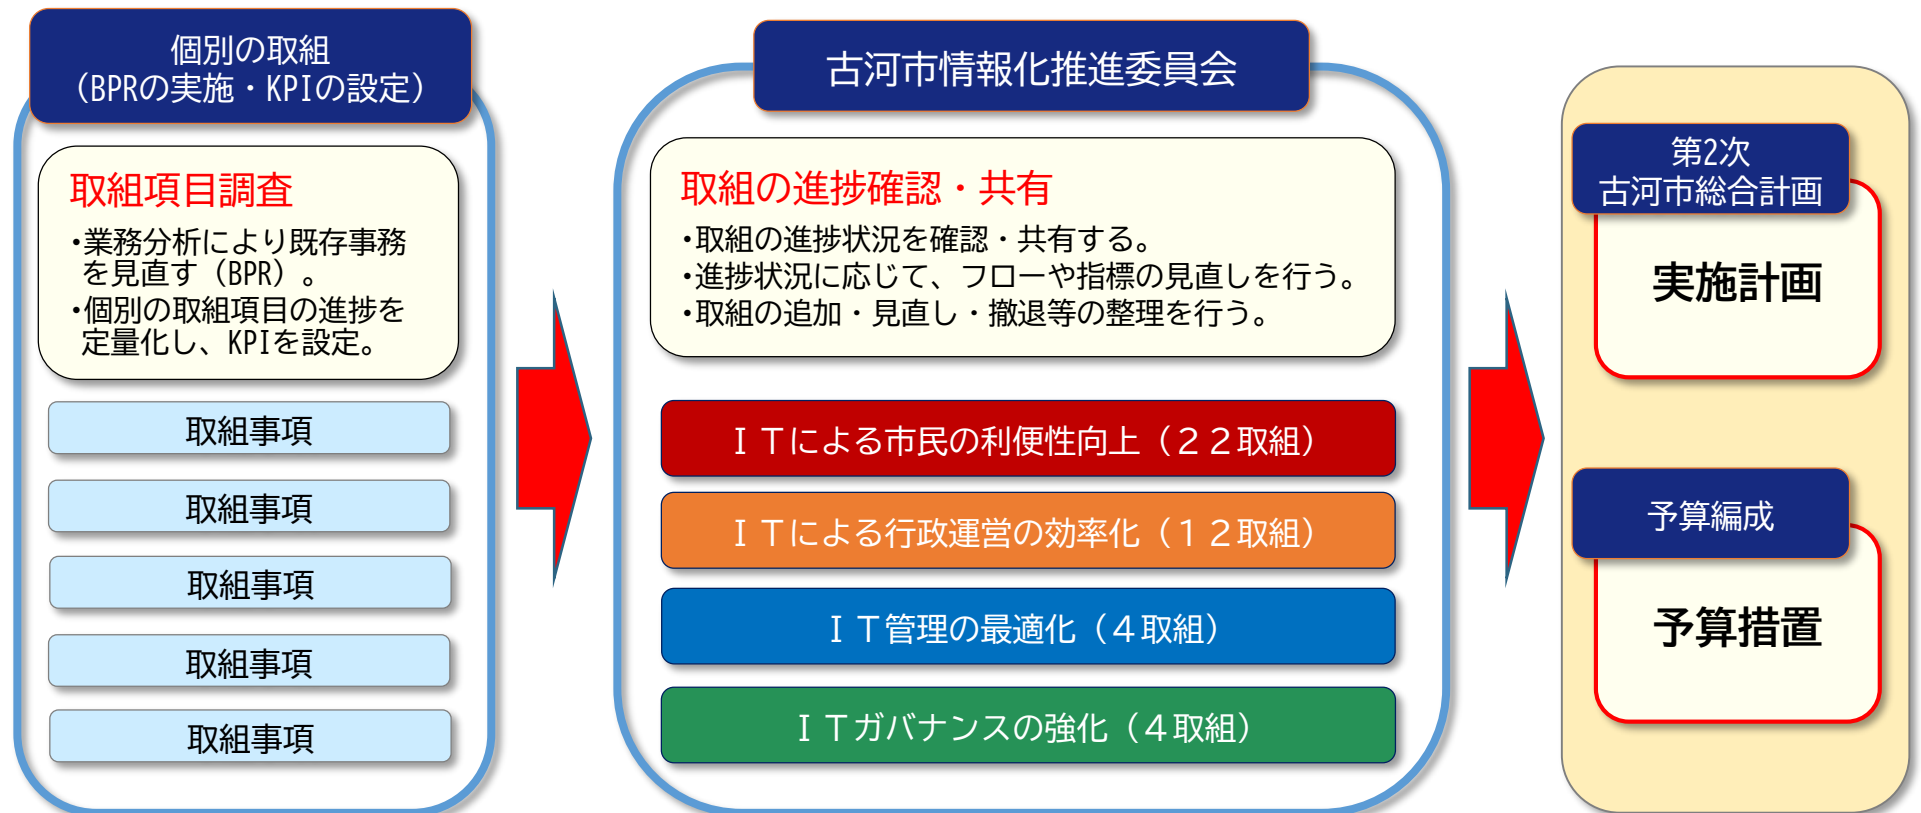 個別の取組
（BPRの実施・KPIの設定）
取組項目調査
・業務分析により既存事務
を見直す（BPR）。
・個別の取組項目の進捗を
定量化し、KPIを設定。
取組事項
取組事項
取組事項
取組事項
取組事項
古河市情報化推進委員会
取組の進捗確認・共有
・取組の進捗状況を確認・共有する。
・進捗状況に応じて、フローや指標の見直しを行う。
・取組の追加・見直し・撤退等の整理を行う。
ＩＴによる市民の利便性向上（２２取組）
ＩＴによる行政運営の効率化（１２取組）
ＩＴ管理の最適化（４取組）
ＩＴガバナンスの強化（４取組）
第2次
古河市総合計画
実施計画
予算編成
予算措置